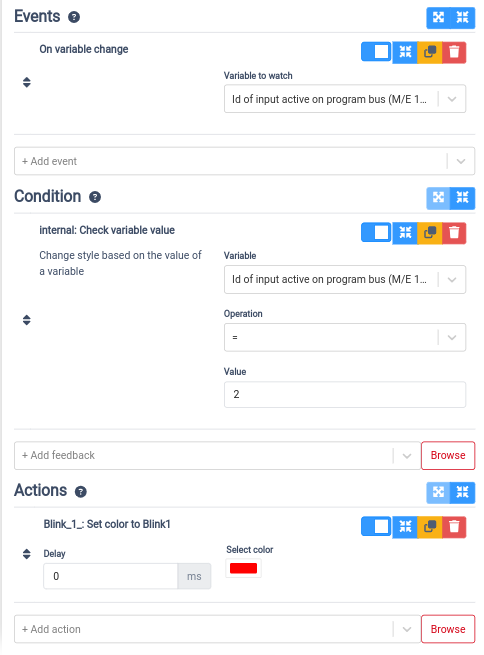 Events ?
On variable change
Variable to watch
Id of input active on program bus (M/E 1...
+ Add event
Condition ?
internal: Check variable value
Change style based on the value of
a variable
Variable
Id of input active on program bus (M/E 1...
Operation
=
Value
2
+ Add feedback
Browse
Actions ?
Blink_1_: Set color to Blink1
Delay
Select color
0
ms
+ Add action
Browse